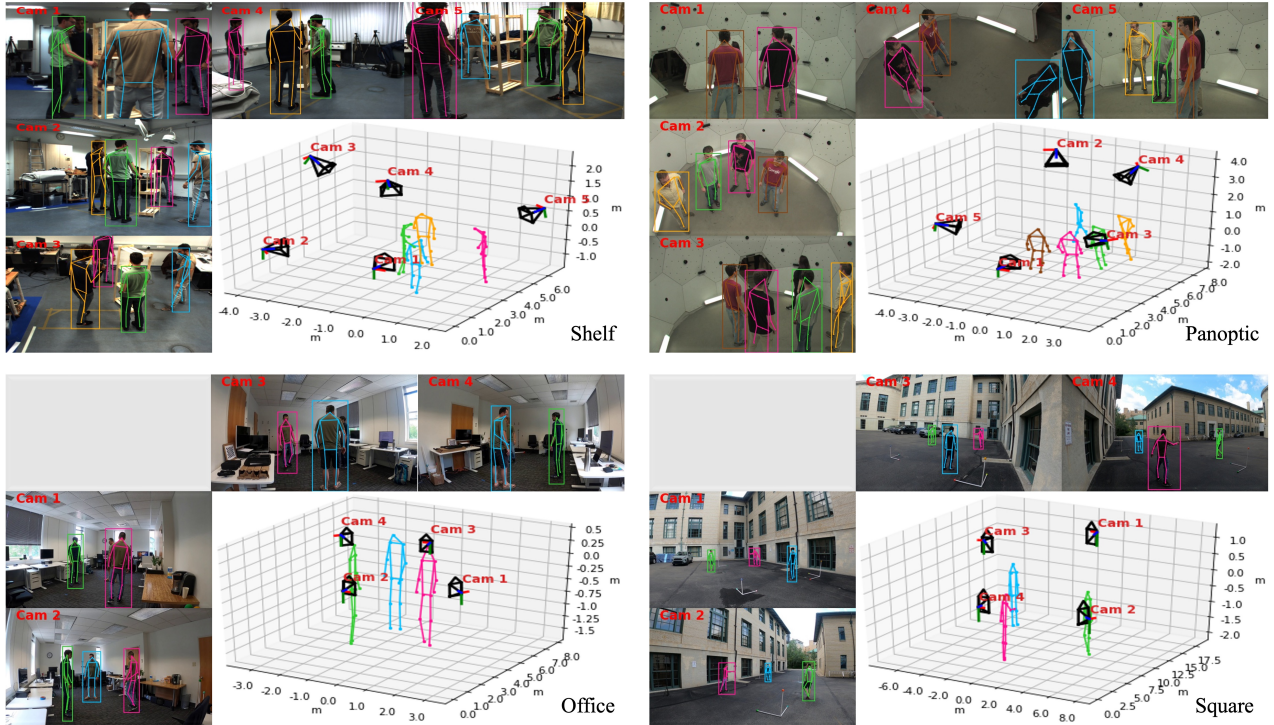 Cam 1
Cam 4
Cam 5
Cam 2
Cam 3
Cam 3
Cam 4
Cam 5
Cam 2
Cam 1
2.0
1.5
1.0
0.5
0.0
-0.5
-1.0
m
-4.0 -3.0 -2.0 -1.0 0.0 1.0 2.0
m
0.0 1.0 2.0 3.0 4.0 5.0 6.0
m
Shelf
Cam 1
Cam 4
Cam 5
Cam 2
Cam 3
Cam 2
Cam 4
Cam 5
Cam 3
Cam 1
4.0
3.0
2.0
1.0
0.0
-1.0
-2.0
m
-4.0 -3.0 -2.0 -1.0 0.0 1.0 2.0 3.0 4.0
m
0.0 1.0 2.0 3.0 4.0 5.0 6.0 7.0 8.0
m
Panoptic
Cam 3
Cam 4
Cam 1
Cam 2
Cam 4
Cam 3
Cam 2
Cam 1
0.5
0.25
0.0
-0.5
-0.75
-1.0
-1.25
-1.5
m
-3.0 -2.0 -1.0 0.0 1.0 2.0 3.0
m
0.0 1.0 2.0 3.0 4.0 5.0 6.0 7.0 8.0
m
Office
Cam 3
Cam 4
Cam 1
Cam 2
Cam 3
Cam 1
Cam 4
Cam 2
1.0
0.5
0.0
-0.5
-1.0
-1.5
-2.0
m
-6.0 -4.0 -2.0 0.0 2.0 4.0 6.0 8.0
m
0.0 2.5 5.0 7.5 10.0 12.5 15.0 17.5
m
Square